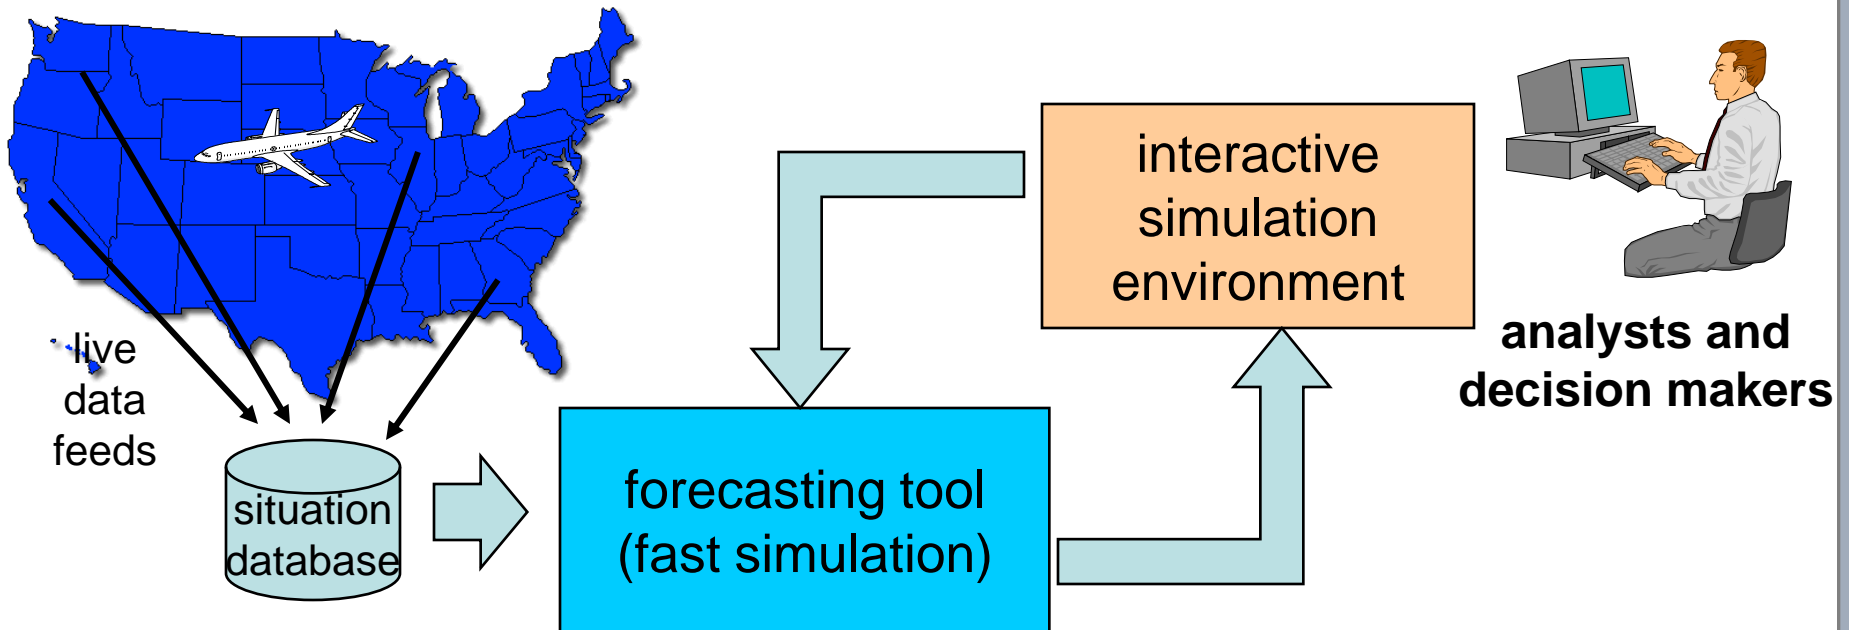 live
data
feeds
situation
database
forecasting tool
(fast simulation)
interactive
simulation
environment
analysts and
decision makers